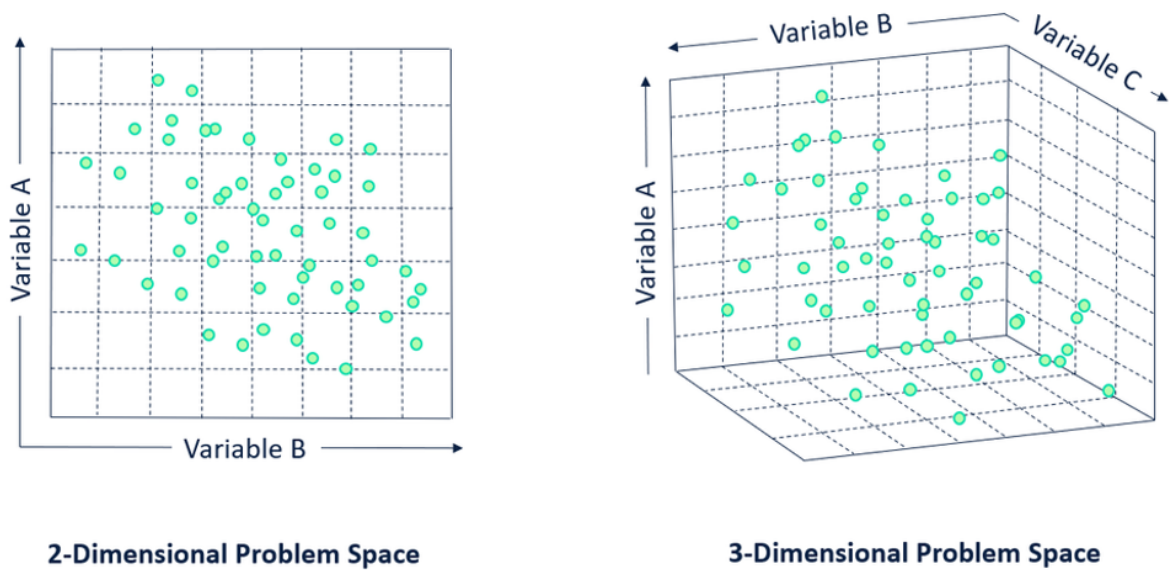 Variable A
Variable B
2-Dimensional Problem Space
Variable B
Variable C
Variable A
3-Dimensional Problem Space